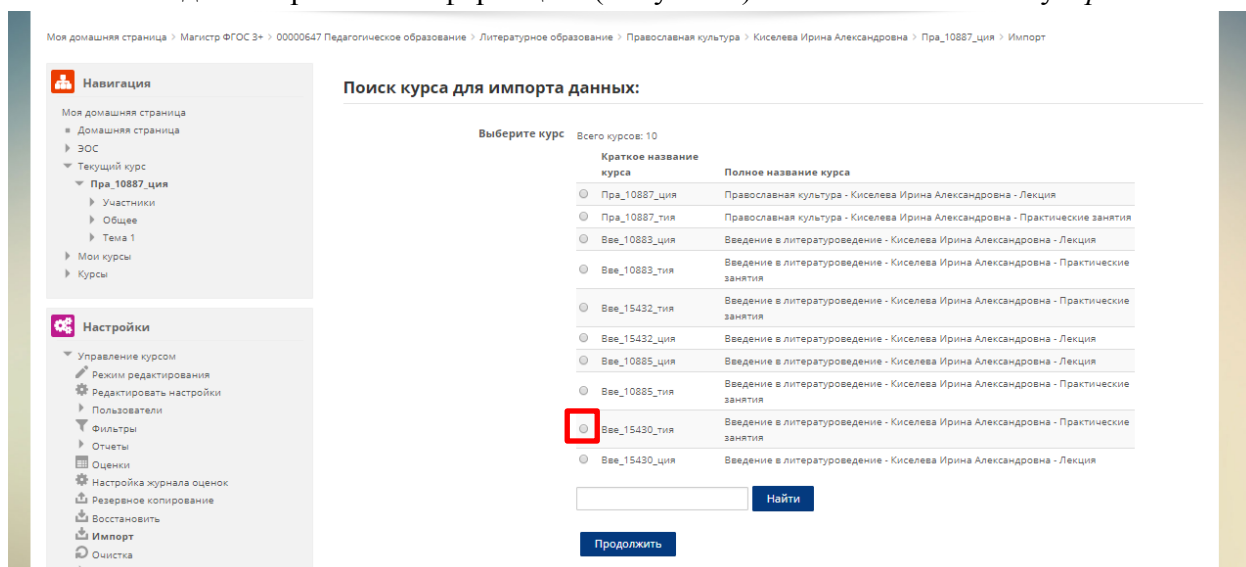 Моя домашняя страница > Магистр ФГОС 3+ > 00000647 Педагогическое образование > Литературное образование > Православная культура > Киселева Ирина Александровна > Пра_10887_ция > Импорт
Навигация
Моя домашняя страница
Домашняя страница
ЭОС
Текущий курс
Пра_10887_ция
Участники
Общее
Тема 1
Мои курсы
Курсы
Настройки
Управление курсом
Режим редактирования
Редактировать настройки
Пользователи
Фильтры
Отчеты
Оценки
Настройка журнала оценок
Резервное копирование
Восстановить
Импорт
Очистка
Поиск курса для импорта данных:
Выберите курс Всего курсов: 10
Краткое название
курса Полное название курса
Пра_10887_ция Православная культура - Киселева Ирина Александровна - Лекция
Пра_10887_тия Православная культура - Киселева Ирина Александровна - Практические занятия
Вве_10883_ция Введение в литературоведение - Киселева Ирина Александровна - Лекция
Вве_10883_тия Введение в литературоведение - Киселева Ирина Александровна - Практические
занятия
Вве_15432_тия Введение в литературоведение - Киселева Ирина Александровна - Практические
занятия
Вве_15432_ция Введение в литературоведение - Киселева Ирина Александровна - Лекция
Вве_10885_ция Введение в литературоведение - Киселева Ирина Александровна - Лекция
Вве_10885_тия Введение в литературоведение - Киселева Ирина Александровна - Практические
занятия
Вве_15430_тия Введение в литературоведение - Киселева Ирина Александровна - Практические
занятия
Вве_15430_ция Введение в литературоведение - Киселева Ирина Александровна - Лекция
Найти
Продолжить